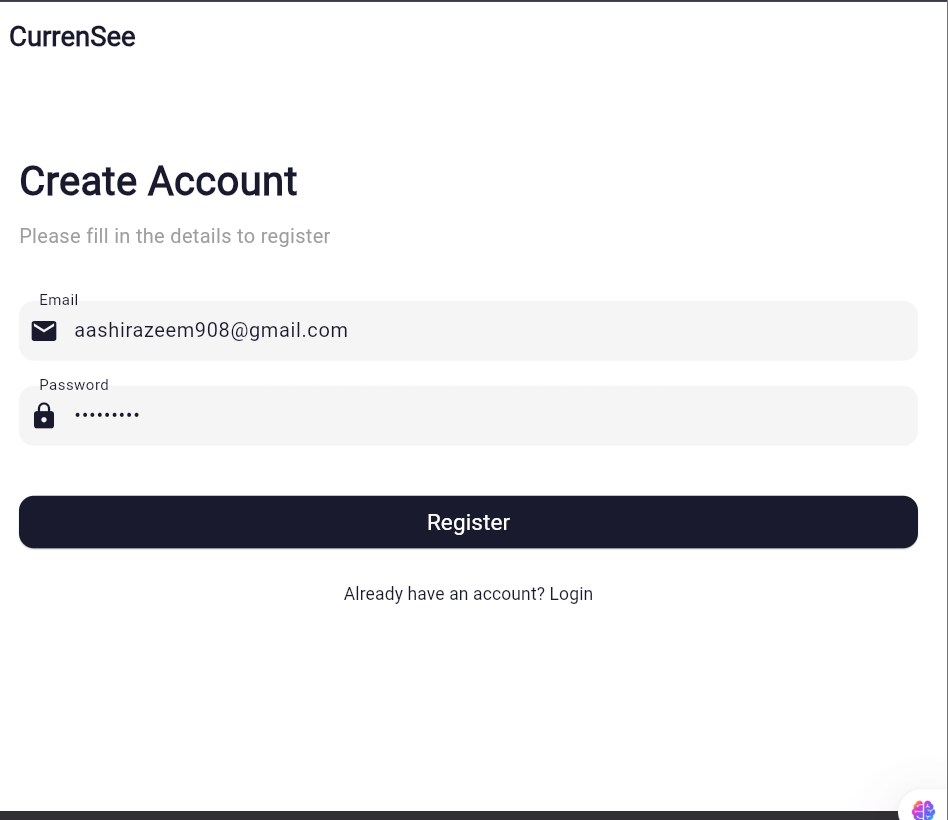 CurrenSee
Create Account
Please fill in the details to register
Email
aashirazeem908@gmail.com
Password
•••••••••
Register
Already have an account? Login